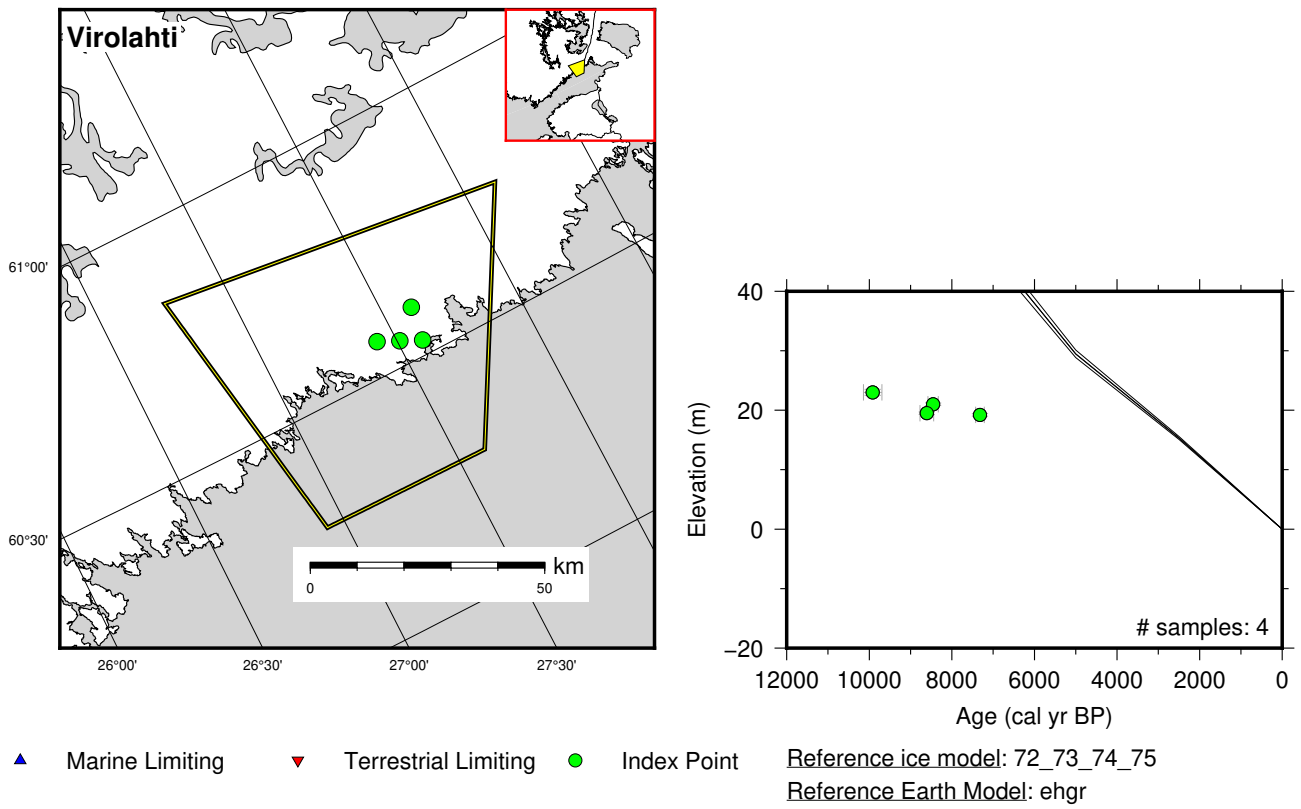 Virolahti
61°00'
60°30'
26°00'
26°30'
27°00'
27°30'
km
0
50
40
20
0
−20
Elevation (m)
# samples: 4
12000
10000
8000
6000
4000
2000
0
Age (cal yr BP)
Marine Limiting
Terrestrial Limiting
Index Point
Reference ice model: 72_73_74_75
Reference Earth Model: ehgr